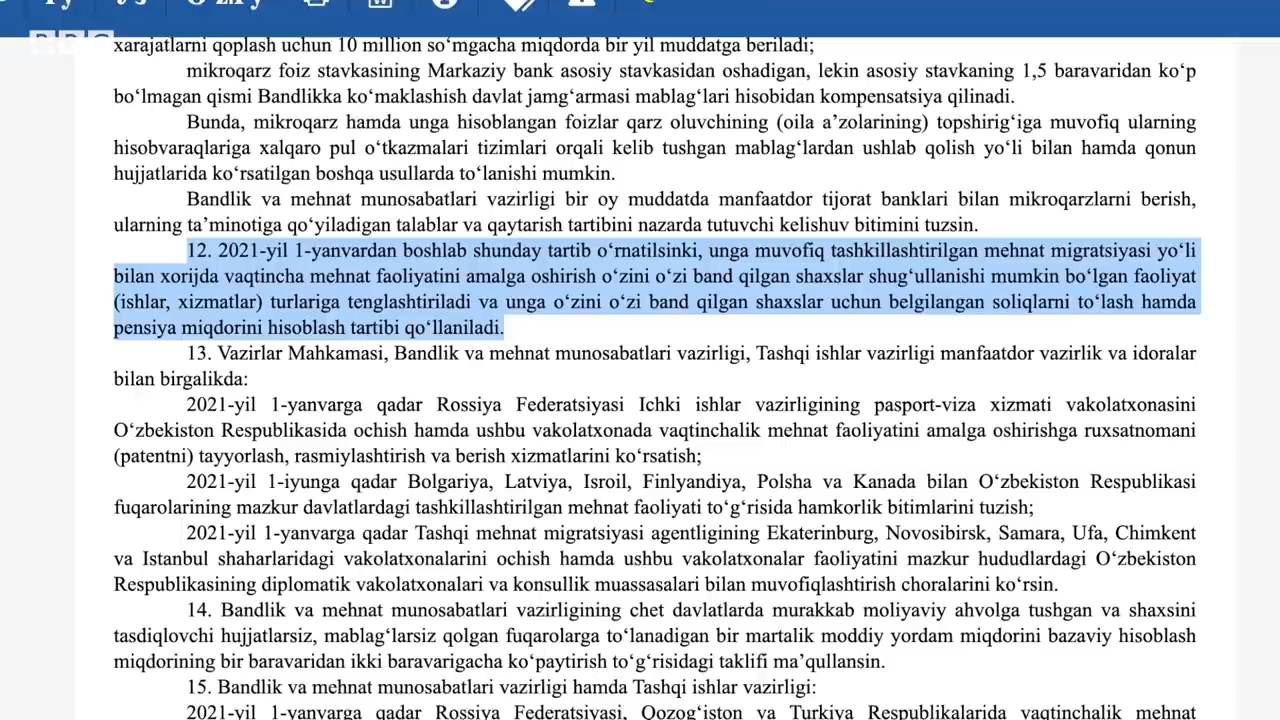 BBC
xarajatlarni qoplash uchun 10 million so‘mgacha miqdorda bir yil muddatga beriladi;
mikroqarz foiz stavkasining Markaziy bank asosiy stavkasidan oshadigan, lekin asosiy stavkaning 1,5 baravaridan ko‘p
bo‘lmagan qismi Bandlikka ko‘maklashish davlat jamg‘armasi mablag‘lari hisobidan kompensatsiya qilinadi.
Bunda, mikroqarz hamda unga hisoblangan foizlar qarz oluvchining (oila a’zolarining) topshirig‘iga muvofiq ularning
hisobvaraqlariga xalqaro pul o‘tkazmalari tizimlari orqali kelib tushgan mablag‘lardan ushlab qolish yo‘li bilan hamda qonun
hujjatlarida ko‘rsatilgan boshqa usullarda to‘lanishi mumkin.
Bandlik va mehnat munosabatlari vazirligi bir oy muddatda manfaatdor tijorat banklari bilan mikroqarzlarni berish,
ularning ta’minotiga qo‘yiladigan talablar va qaytarish tartibini nazarda tutuvchi kelishuv bitimini tuzsin.
12. 2021-yil 1-yanvardan boshlab shunday tartib o‘rnatilsinki, unga muvofiq tashkillashtirilgan mehnat migratsiyasi yo‘li
bilan xorijda vaqtincha mehnat faoliyatini amalga oshirish o‘zini o‘zi band qilgan shaxslar shug‘ullanishi mumkin bo‘lgan faoliyat
(ishlar, xizmatlar) turlariga tenglashtiriladi va unga o‘zini o‘zi band qilgan shaxslar uchun belgilangan soliqlarni to‘lash hamda
pensiya miqdorini hisoblash tartibi qo‘llaniladi.
13. Vazirlar Mahkamasi, Bandlik va mehnat munosabatlari vazirligi, Tashqi ishlar vazirligi manfaatdor vazirlik va idoralar
bilan birgalikda:
2021-yil 1-yanvarga qadar Rossiya Federatsiyasi Ichki ishlar vazirligining pasport-viza xizmati vakolatxonasini
O‘zbekiston Respublikasida ochish hamda ushbu vakolatxonada vaqtinchalik mehnat faoliyatini amalga oshirishga ruxsatnomani
(patentni) tayyorlash, rasmiylashtirish va berish xizmatlarini ko‘rsatish;
2021-yil 1-iyunga qadar Bolgariya, Latviya, Isroil, Finlyandiya, Polsha va Kanada bilan O‘zbekiston Respublikasi
fuqarolarining mazkur davlatlardagi tashkillashtirilgan mehnat faoliyati to‘g‘risida hamkorlik bitimlarini tuzish;
2021-yil 1-yanvarga qadar Tashqi mehnat migratsiyasi agentligining Ekaterinburg, Novosibirsk, Samara, Ufa, Chimkent
va Istanbul shaharlaridagi vakolatxonalarini ochish hamda ushbu vakolatxonalar faoliyatini mazkur hududlardagi O‘zbekiston
Respublikasining diplomatik vakolatxonalari va konsullik muassasalari bilan muvofiqlashtirish choralarini ko‘rsin.
14. Bandlik va mehnat munosabatlari vazirligining chet davlatlarda murakkab moliyaviy ahvolga tushgan va shaxsini
tasdiqlovchi hujjatlarsiz, mablag‘larsiz qolgan fuqarolarga to‘lanadigan bir martalik moddiy yordam miqdorini bazaviy hisoblash
miqdorining bir baravaridan ikki baravarigacha ko‘paytirish to‘g‘risidagi taklifi ma’qullansin.
15. Bandlik va mehnat munosabatlari vazirligi hamda Tashqi ishlar vazirligi:
2021-yil 1-yanvarga qadar Rossiya Federatsiyasi, Qozog‘iston va Turkiya Respublikalarida vaqtinchalik mehnat